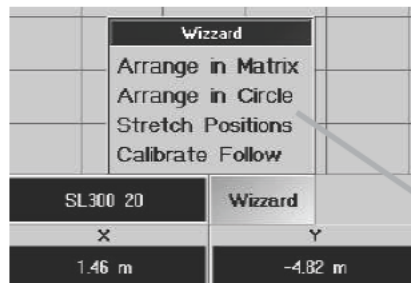 Wizzard
Arrange in Matrix
Arrange in Circle
Stretch Positions
Calibrate Follow
SL300 20 Wizzard
X Y
1.46 m -4.82 m